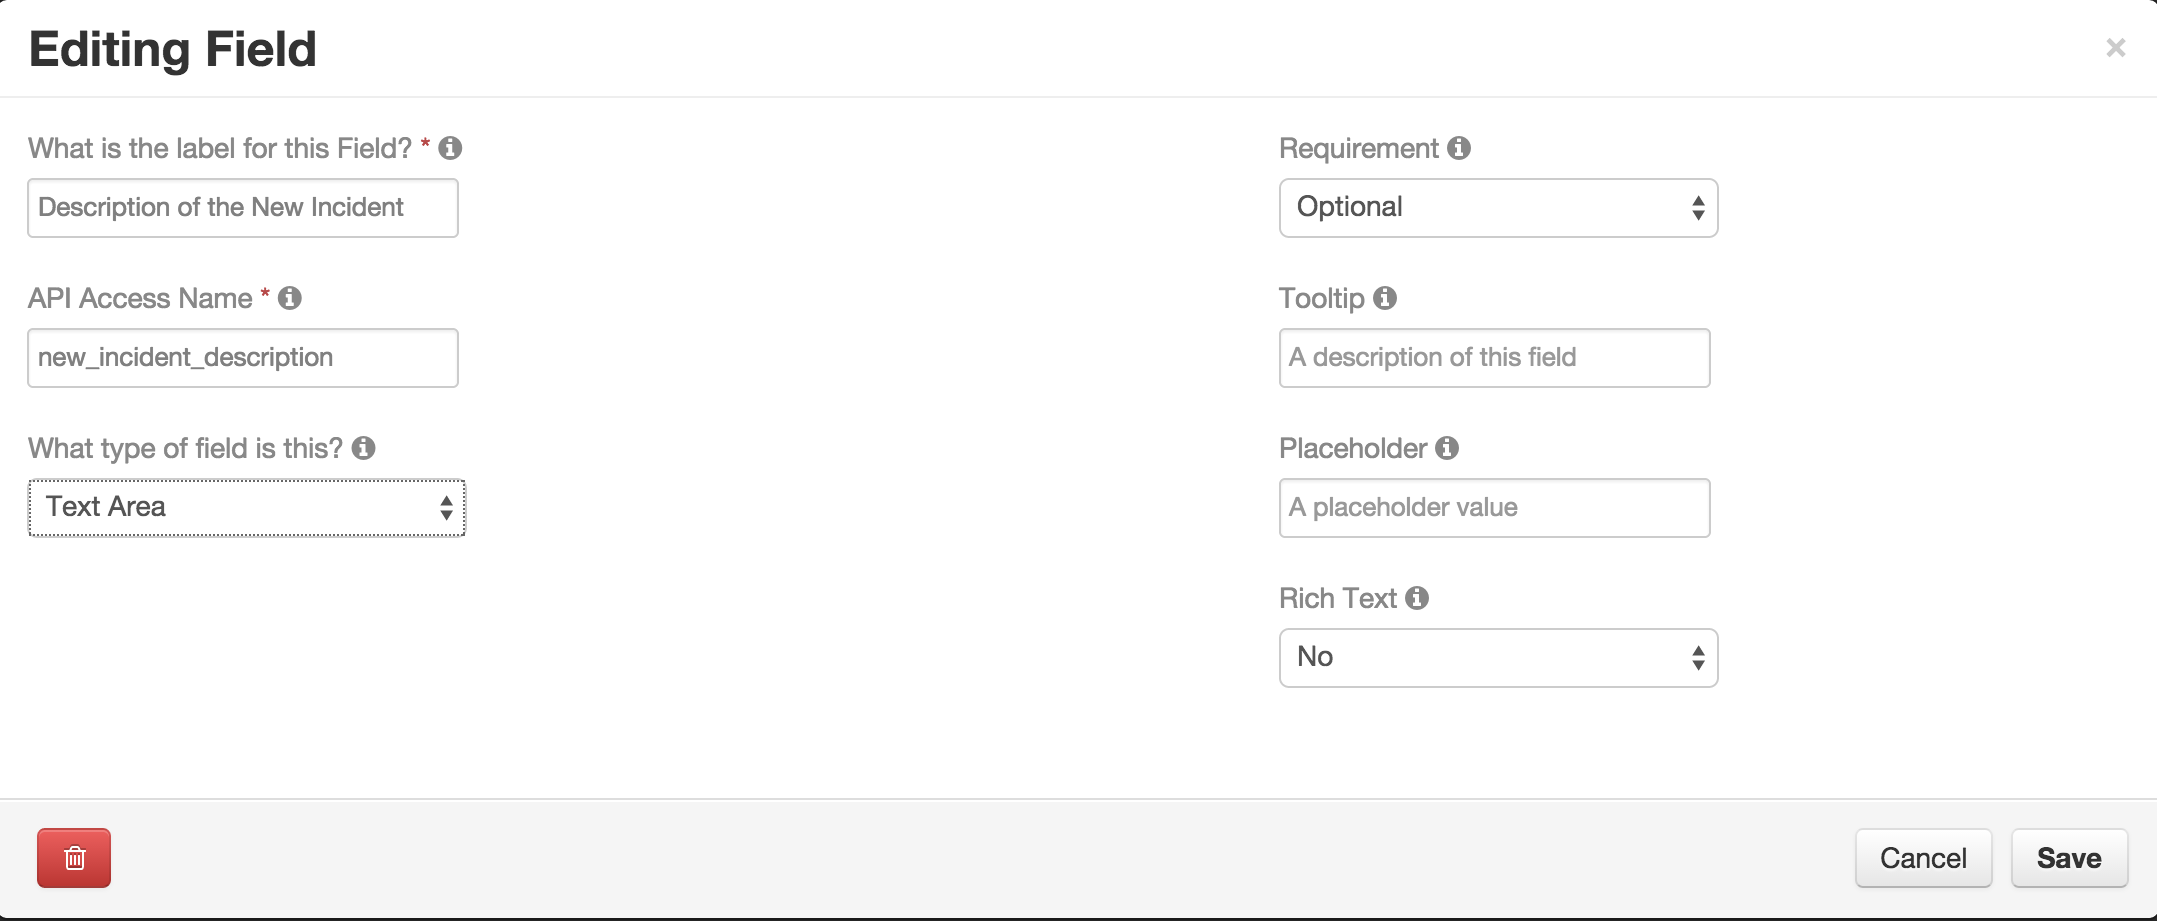 Editing Field
×
What is the label for this Field? *
Description of the New Incident
API Access Name *
new_incident_description
What type of field is this?
Text Area
Requirement
Optional
Tooltip
A description of this field
Placeholder
A placeholder value
Rich Text
No
Cancel
Save